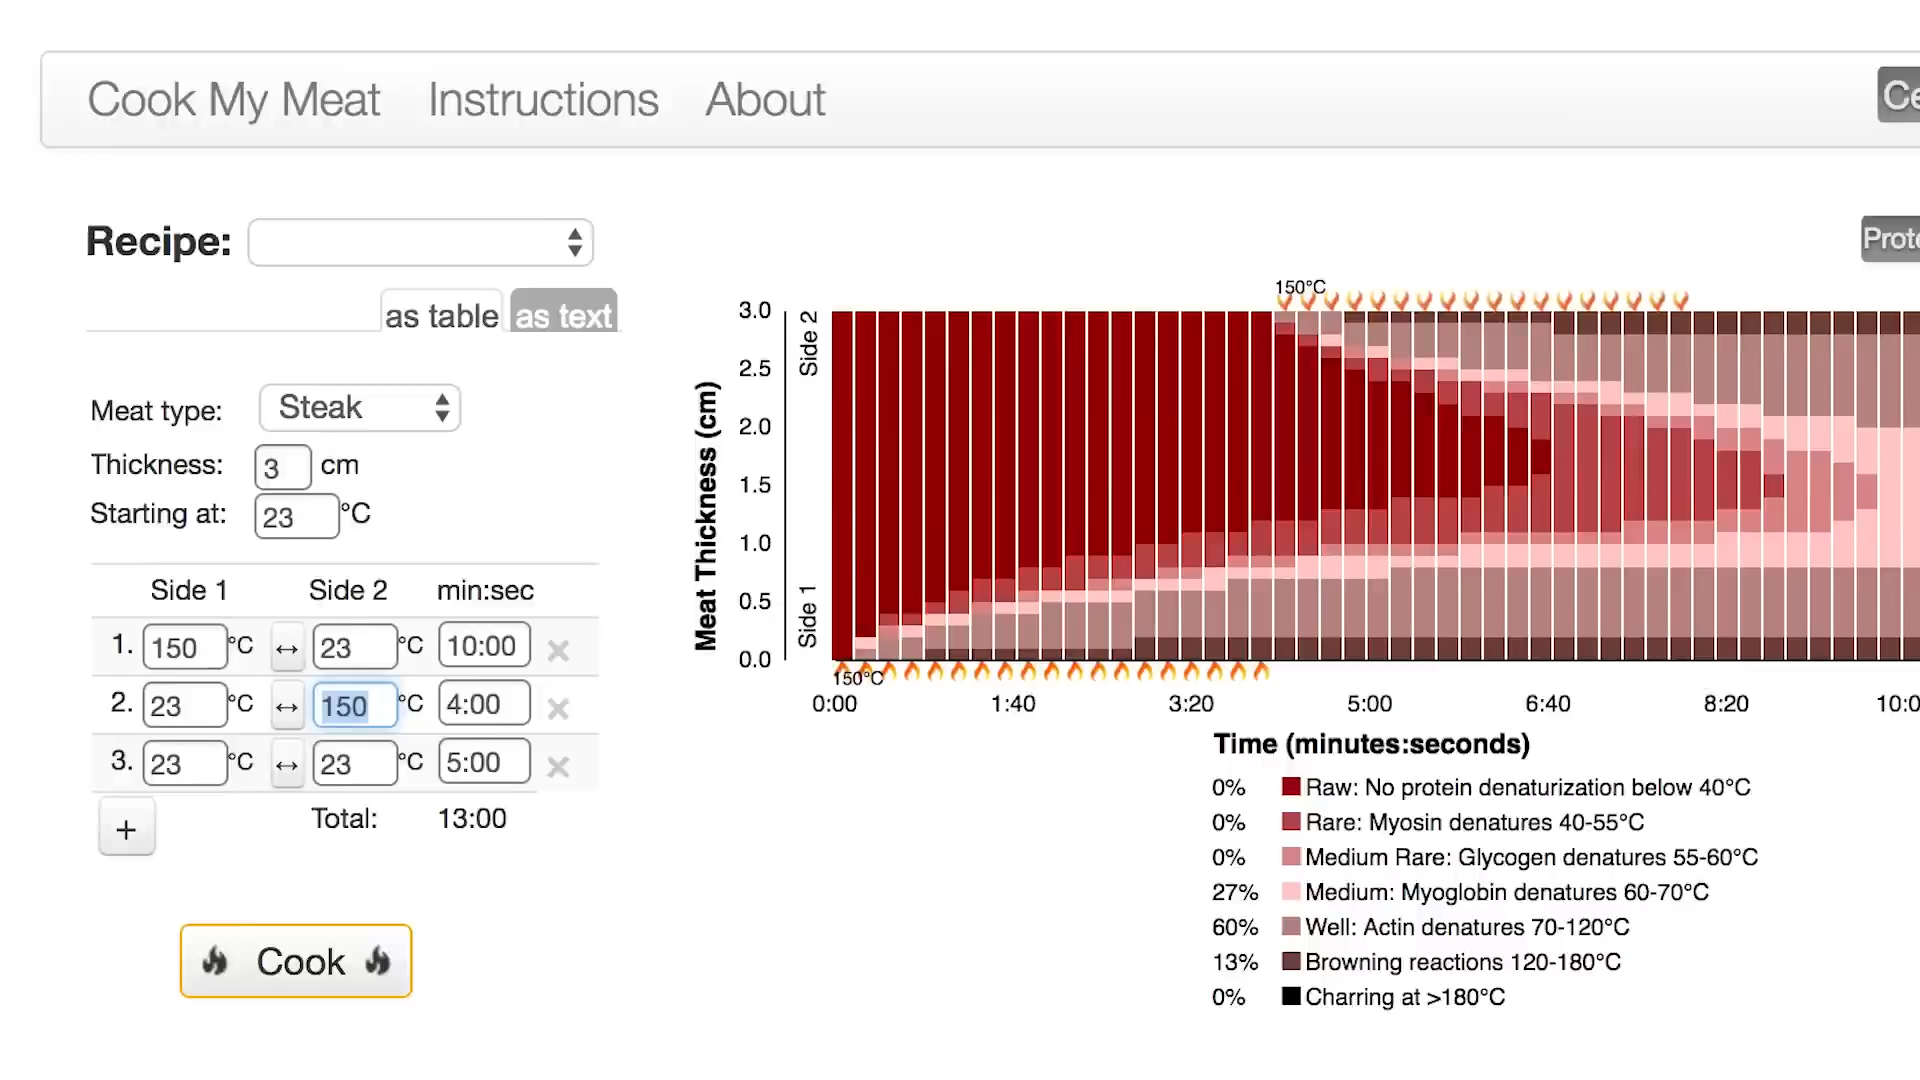 Cook My Meat Instructions About Ce
Recipe:
Prote
as table as text
Meat type: Steak
Thickness: 3 cm
Starting at: 23 °C
Side 1 Side 2 min:sec
1. 150 °C ↔ 23 °C 10:00 ×
2. 23 °C ↔ 150 °C 4:00 ×
3. 23 °C ↔ 23 °C 5:00 ×
+ Total: 13:00
Cook
150°C
Meat Thickness (cm)
3.0
2.5
2.0
1.5
1.0
0.5
0.0
Side 2
Side 1
150°C
0:00 1:40 3:20 5:00 6:40 8:20 10:0
Time (minutes:seconds)
0% Raw: No protein denaturization below 40°C
0% Rare: Myosin denatures 40-55°C
0% Medium Rare: Glycogen denatures 55-60°C
27% Medium: Myoglobin denatures 60-70°C
60% Well: Actin denatures 70-120°C
13% Browning reactions 120-180°C
0% Charring at >180°C